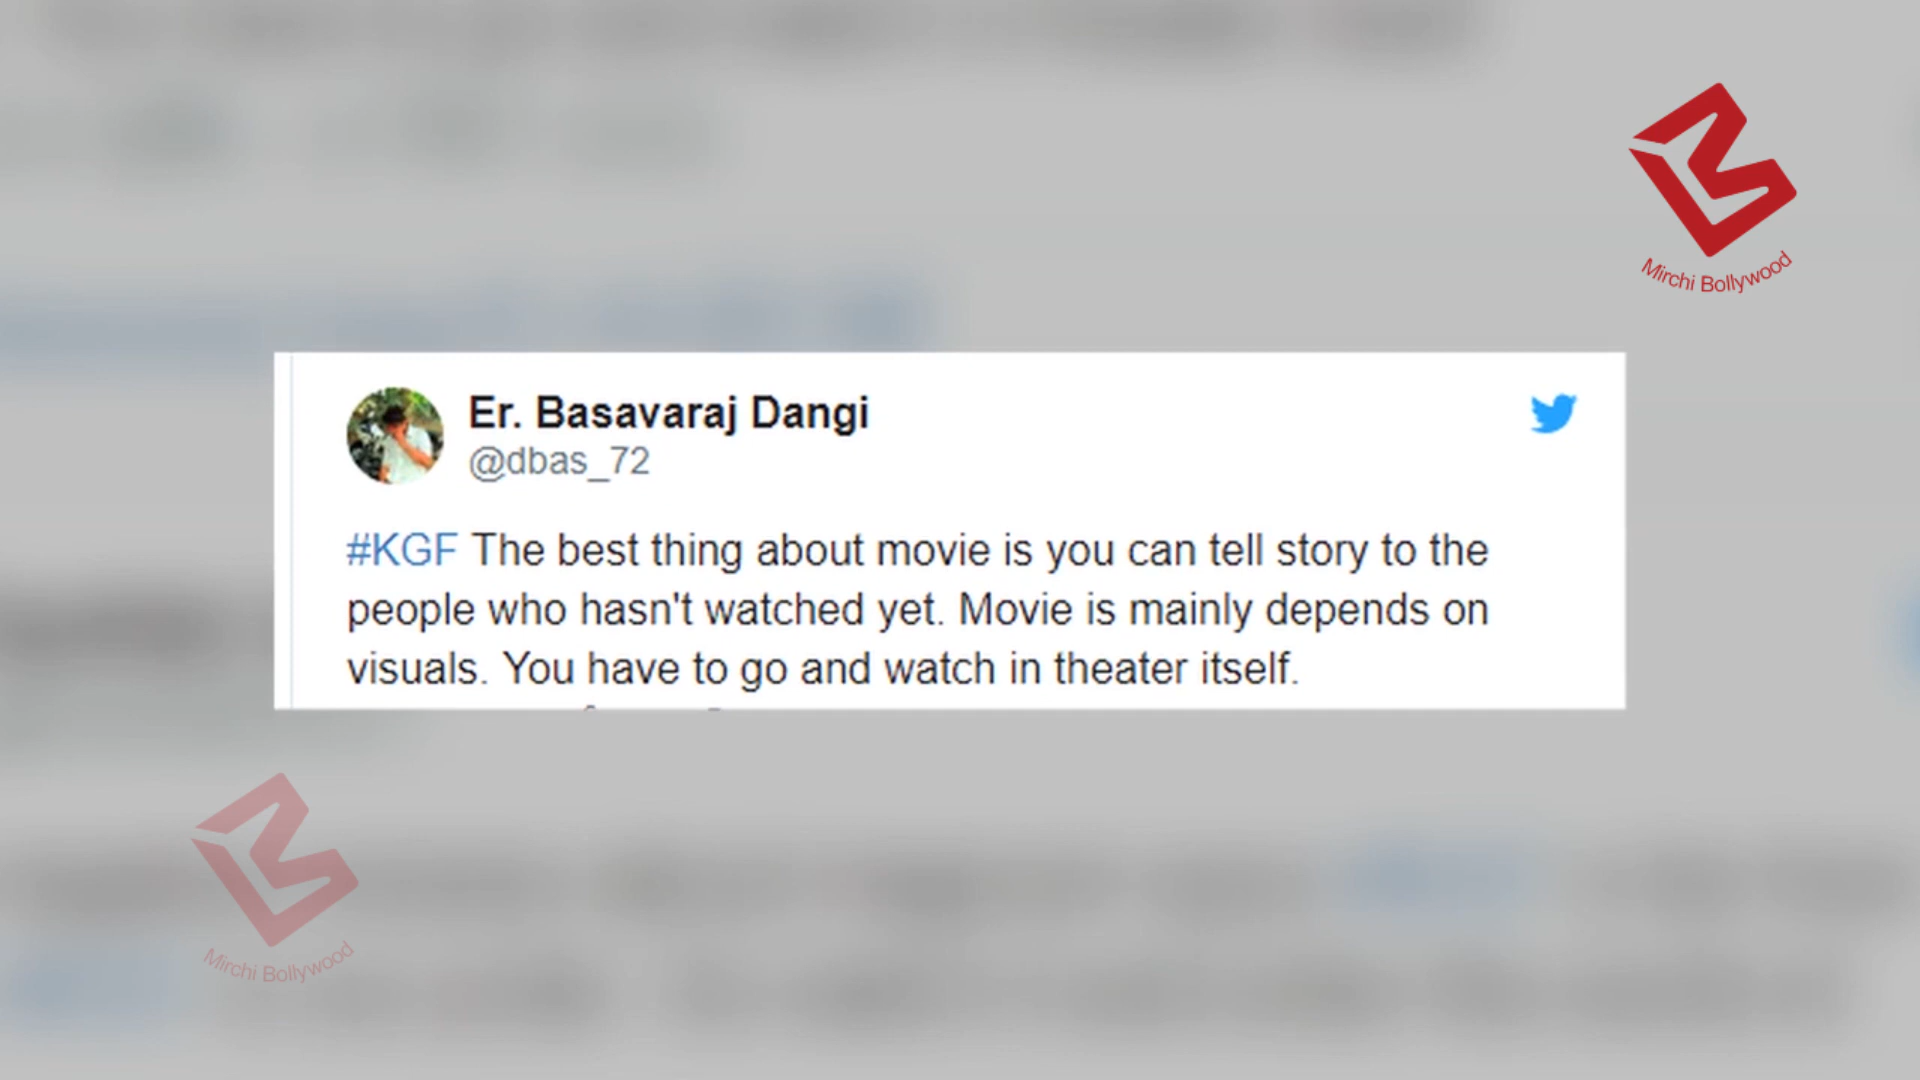 Mirchi Bollywood
Er. Basavaraj Dangi
@dbas_72
#KGF The best thing about movie is you can tell story to the
people who hasn't watched yet. Movie is mainly depends on
visuals. You have to go and watch in theater itself.
Mirchi Bollywood